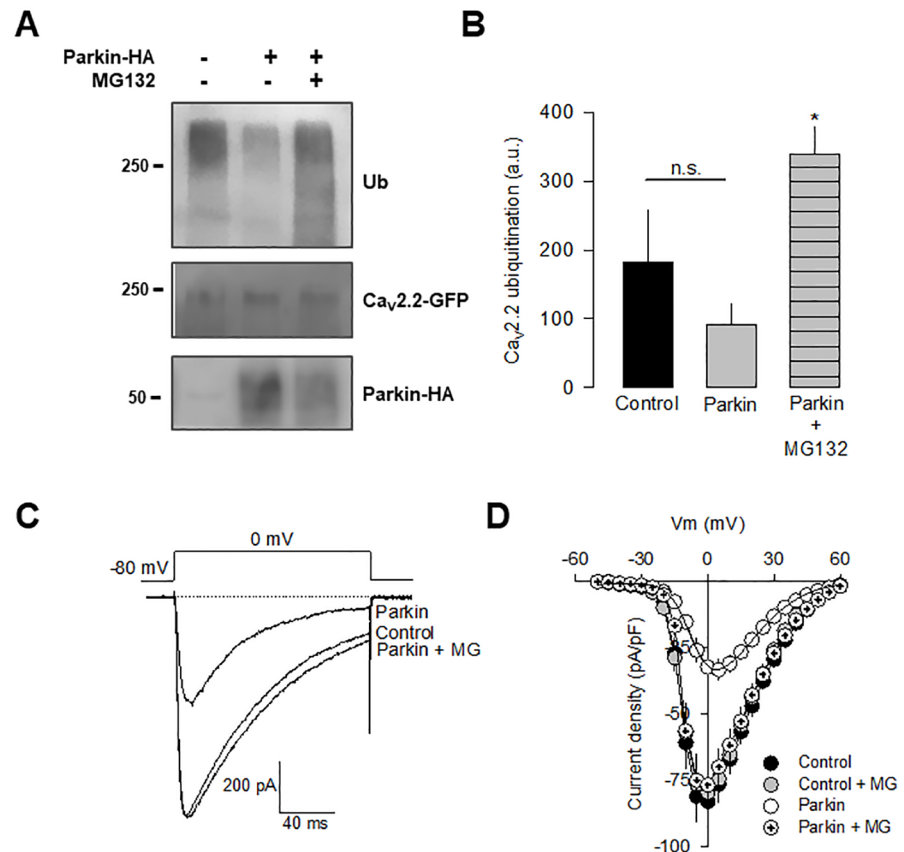 A
Parkin-HA - + +
MG132 - - +
250
Ub
250
CaV2.2-GFP
50
Parkin-HA
B
CaV2.2 ubiquitination (a.u.)
400
300
200
100
0
n.s.
*
Control
Parkin
Parkin
+
MG132
C
0 mV
-80 mV
Parkin
Control
Parkin + MG
200 pA
40 ms
D
Vm (mV)
-60 -30 0 30 60
Current density (pA/pF)
-50
-75
-100
Control
Control + MG
Parkin
Parkin + MG